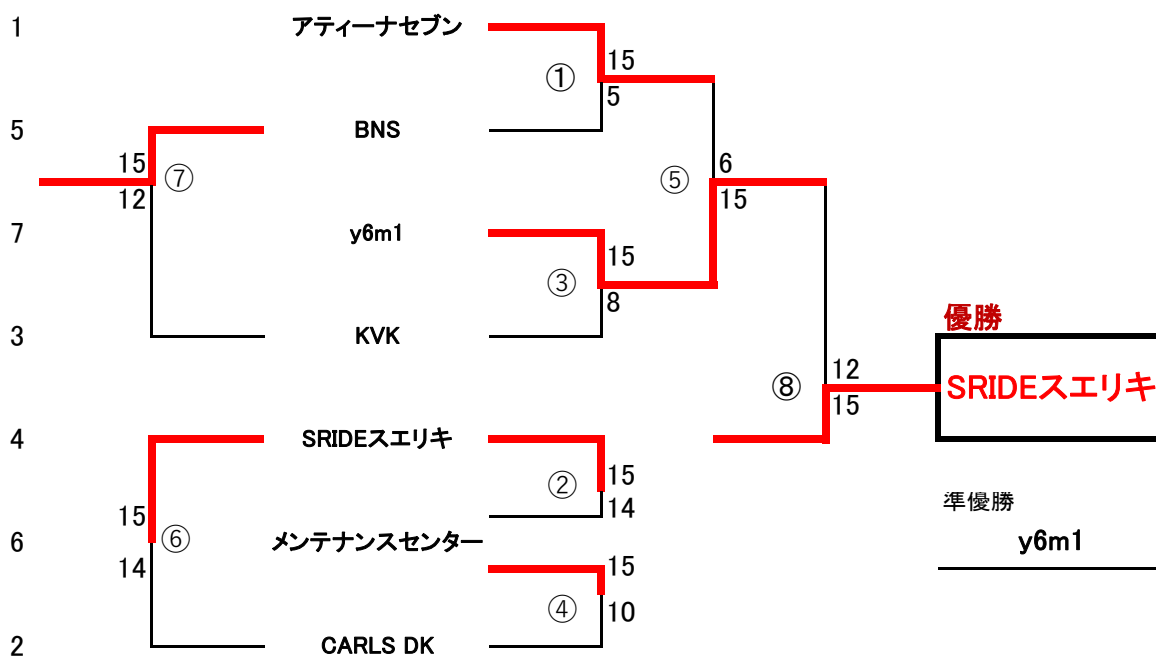 1 アティーナセブン
15
①
5
5 BNS
15
⑦
12
6
⑤
15
7 y6m1
15
③
8
3 KVK
優勝
SRIDEスエリキ
12
⑧
15
4 SRIDEスエリキ
15
②
14
準優勝
y6m1
15
⑥
14
6 メンテナンスセンター
15
④
10
2 CARLS DK